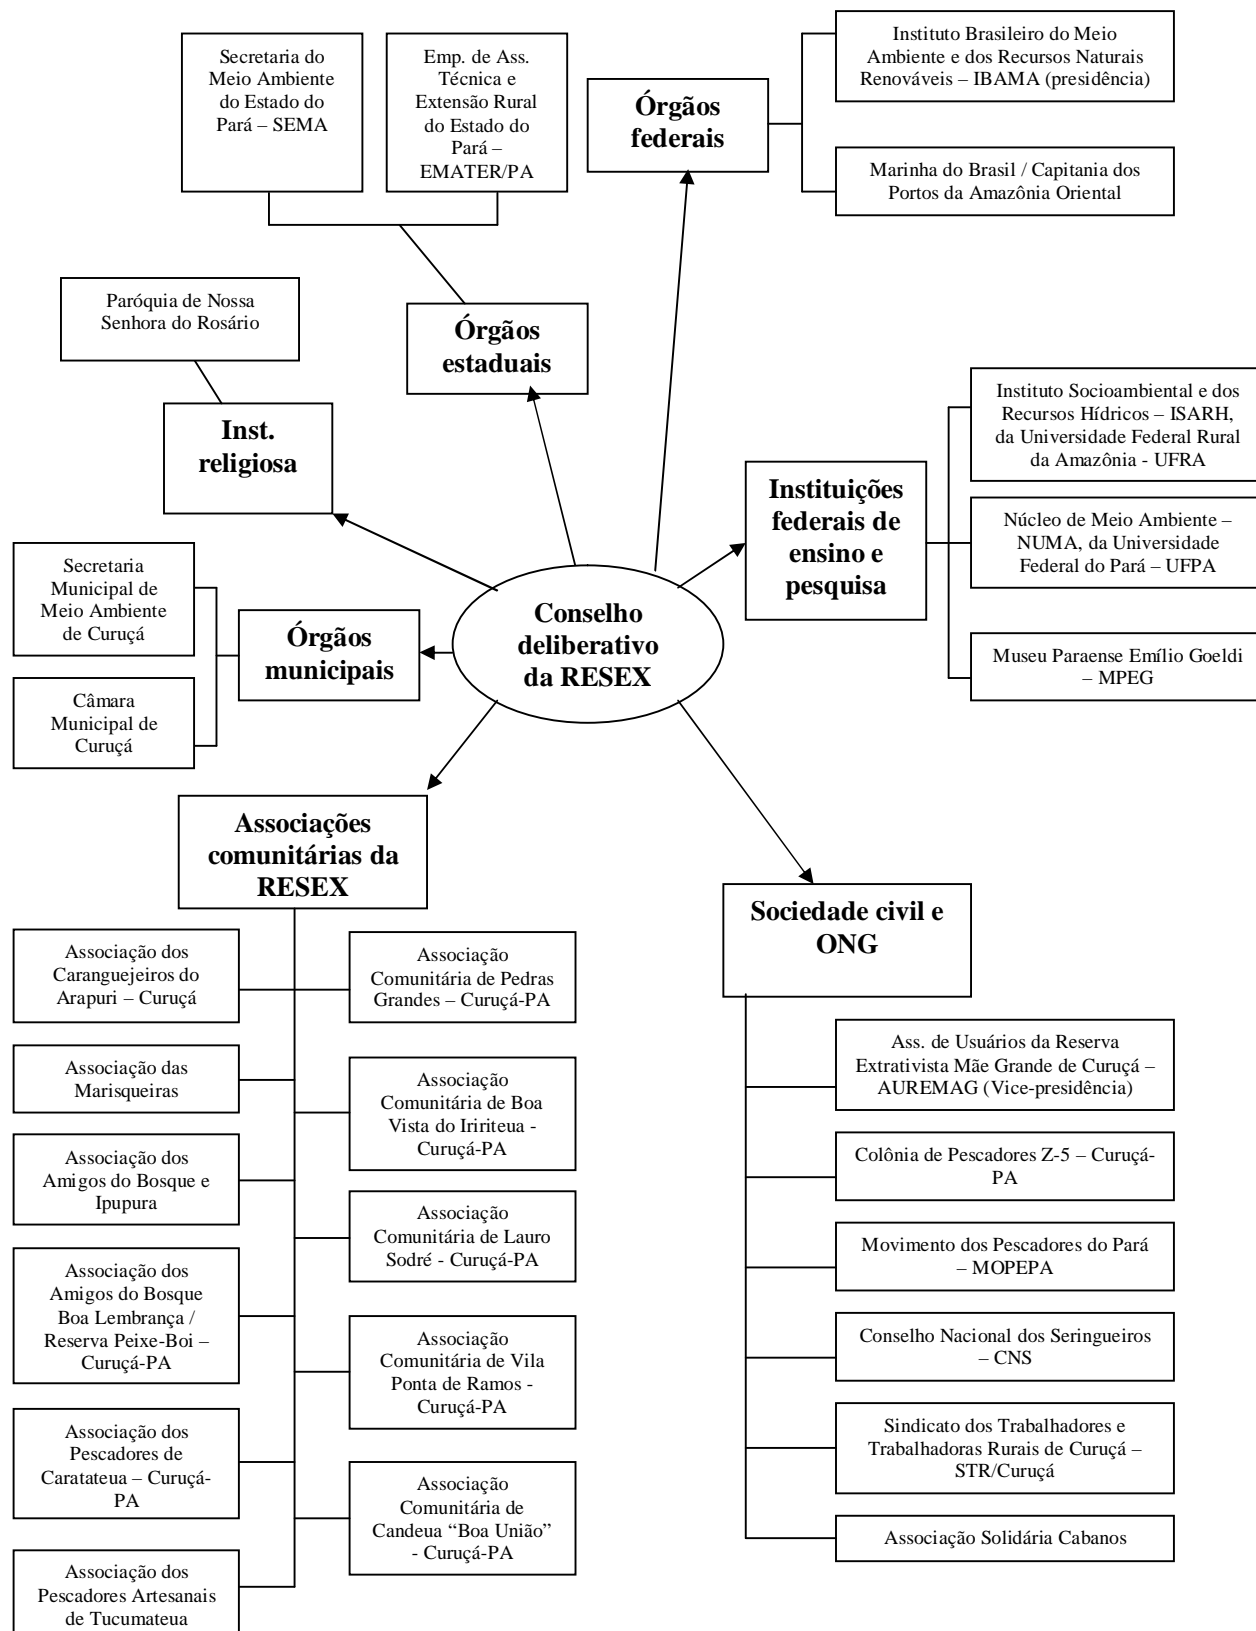 Secretaria do
Meio Ambiente
do Estado do
Pará – SEMA
Emp. de Ass.
Técnica e
Extensão Rural
do Estado do
Pará –
EMATER/PA
Órgãos
federais
Instituto Brasileiro do Meio
Ambiente e dos Recursos Naturais
Renováveis – IBAMA (presidência)
Marinha do Brasil / Capitania dos
Portos da Amazônia Oriental
Paróquia de Nossa
Senhora do Rosário
Órgãos
estaduais
Inst.
religiosa
Instituições
federais de
ensino e
pesquisa
Instituto Socioambiental e dos
Recursos Hídricos – ISARH,
da Universidade Federal Rural
da Amazônia - UFRA
Núcleo de Meio Ambiente –
NUMA, da Universidade
Federal do Pará – UFPA
Museu Paraense Emílio Goeldi
– MPEG
Secretaria
Municipal de
Meio Ambiente
de Curuçá
Câmara
Municipal de
Curuçá
Órgãos
municipais
Conselho
deliberativo
da RESEX
Associações
comunitárias da
RESEX
Associação dos
Caranguejeiros do
Arapuri – Curuçá
Associação das
Marisqueiras
Associação dos
Amigos do Bosque e
Ipupura
Associação dos
Amigos do Bosque
Boa Lembrança /
Reserva Peixe-Boi –
Curuçá-PA
Associação dos
Pescadores de
Caratateua – Curuçá-
PA
Associação dos
Pescadores Artesanais
de Tucumateua
Associação
Comunitária de Pedras
Grandes – Curuçá-PA
Associação
Comunitária de Boa
Vista do Iririteua -
Curuçá-PA
Associação
Comunitária de Lauro
Sodré - Curuçá-PA
Associação
Comunitária de Vila
Ponta de Ramos -
Curuçá-PA
Associação
Comunitária de
Candeua “Boa União”
- Curuçá-PA
Sociedade civil e
ONG
Ass. de Usuários da Reserva
Extrativista Mãe Grande de Curuçá –
AUREMAG (Vice-presidência)
Colônia de Pescadores Z-5 – Curuçá-
PA
Movimento dos Pescadores do Pará
– MOPEPA
Conselho Nacional dos Seringueiros
– CNS
Sindicato dos Trabalhadores e
Trabalhadoras Rurais de Curuçá –
STR/Curuçá
Associação Solidária Cabanos